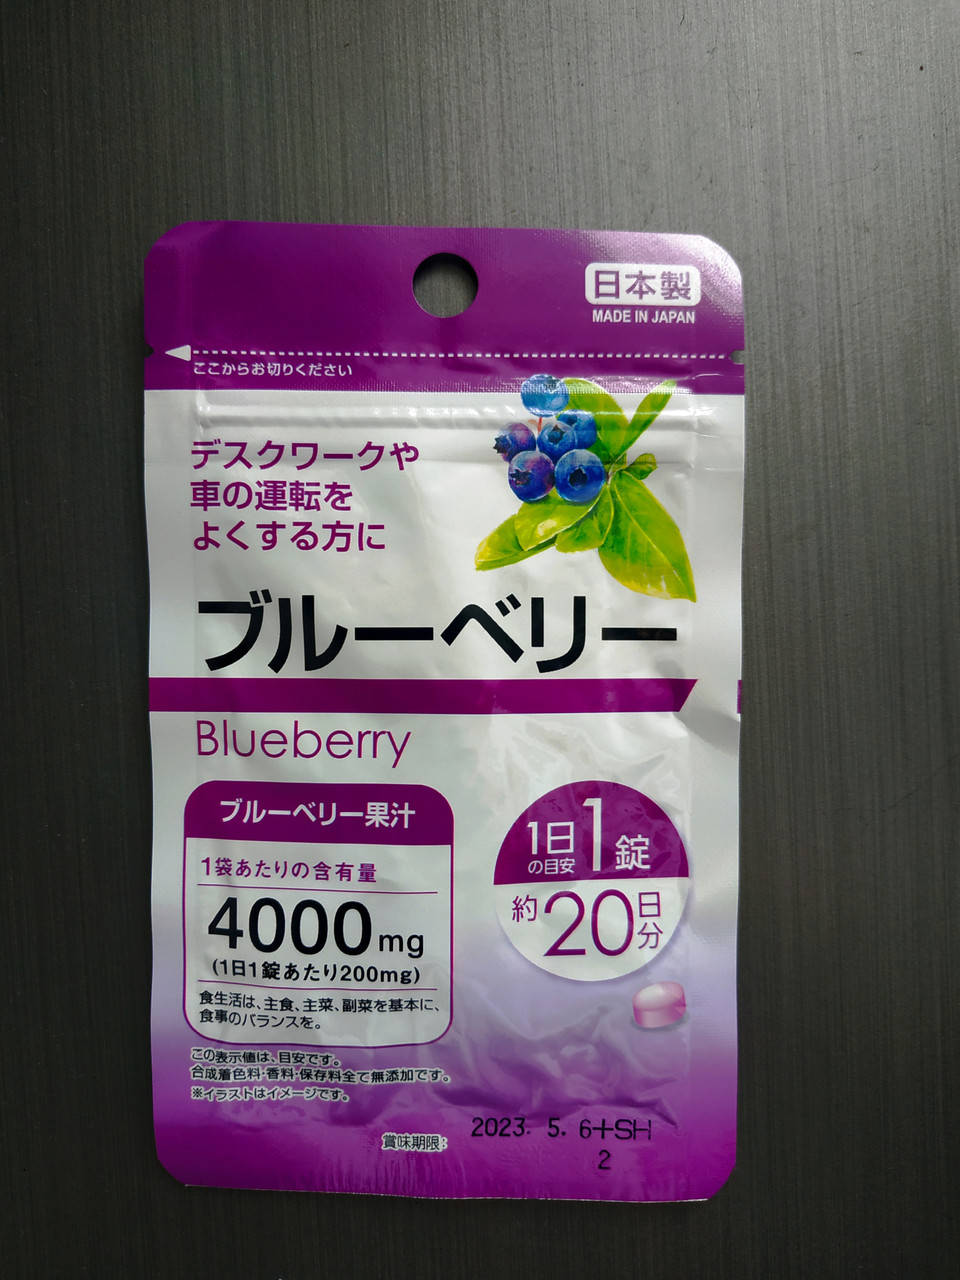 日本製
MADE IN JAPAN
ここからお切りください
デスクワークや
車の運転を
よくする方に
ブルーベリー
Blueberry
ブルーベリー果汁
1袋あたりの含有量
4000mg
(1日1錠あたり200mg)
食生活は、主食、主菜、副菜を基本に、
食事のバランスを。
1日の目安1錠
約20日分
この表示値は、目安です。
合成着色料・香料・保存料全て無添加です。
※イラストはイメージです。
賞味期限: 2023. 5. 6+SH
2